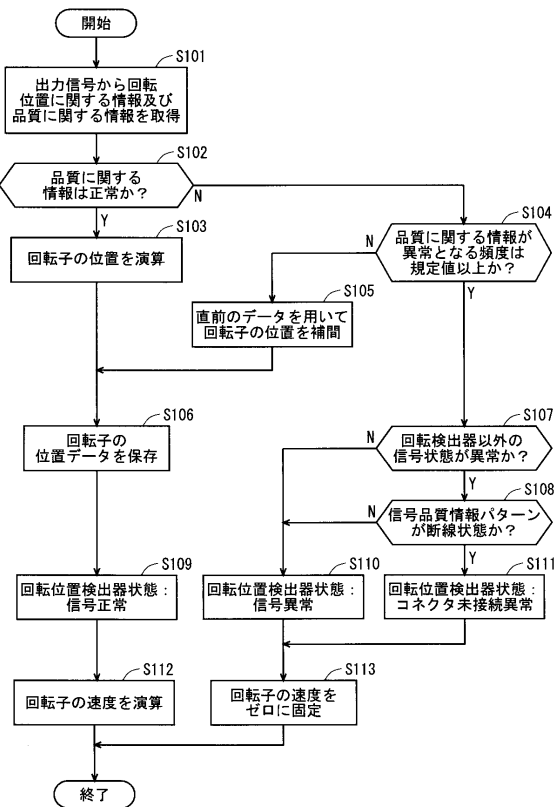 開始
S101
出力信号から回転
位置に関する情報及び
品質に関する情報を取得
S102
品質に関する
情報は正常か？
N
Y
S103
回転子の位置を演算
S104
品質に関する情報が
異常となる頻度は
規定値以上か？
N
Y
S105
直前のデータを用いて
回転子の位置を補間
S106
回転子の
位置データを保存
S107
回転検出器以外の
信号状態が異常か？
N
Y
S108
信号品質情報パターン
が断線状態か？
N
Y
S109
回転位置検出器状態：
信号正常
S110
回転位置検出器状態：
信号異常
S111
回転位置検出器状態：
コネクタ未接続異常
S112
回転子の速度を演算
S113
回転子の速度を
ゼロに固定
終了